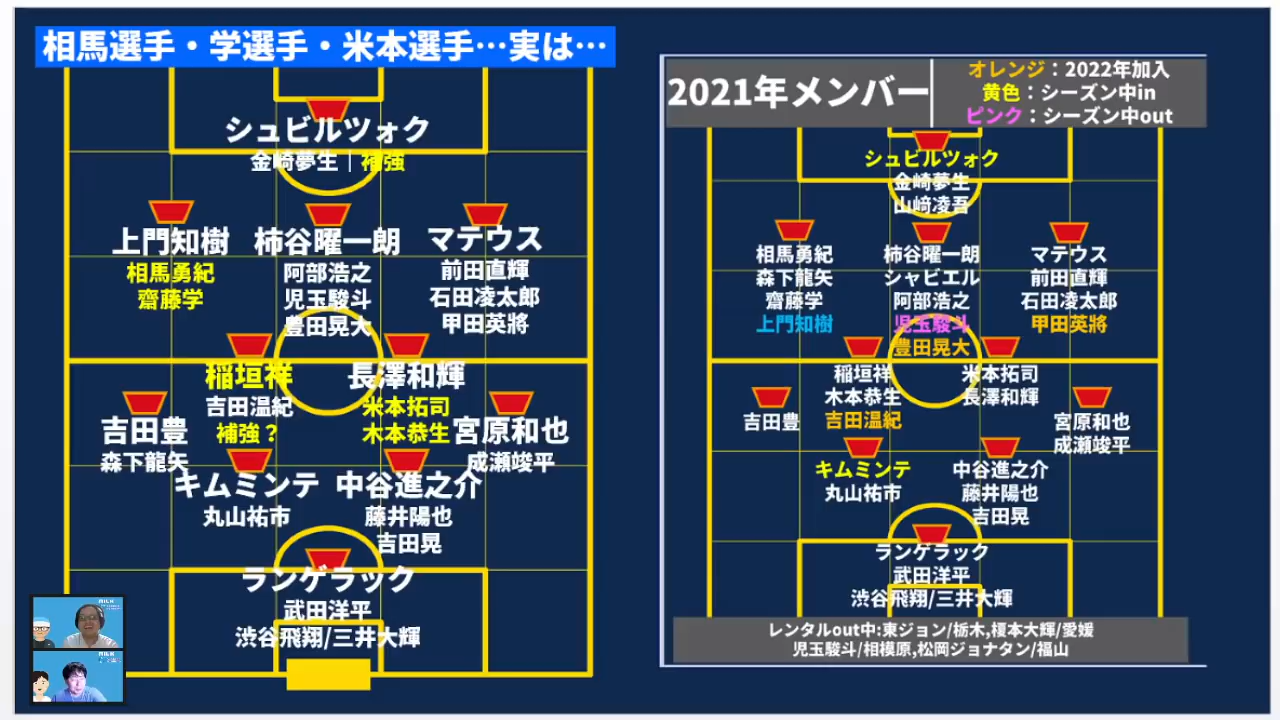 相馬選手・学選手・米本選手…実は…
シュビルツォク
金崎夢生｜補強
上門知樹
相馬勇紀
齋藤学
柿谷曜一朗
阿部浩之
児玉駿斗
豊田晃大
マテウス
前田直輝
石田凌太郎
甲田英將
稲垣祥
吉田温紀
補強？
長澤和輝
米本拓司
木本恭生
吉田豊
森下龍矢
宮原和也
成瀬竣平
キムミンテ
丸山祐市
中谷進之介
藤井陽也
吉田晃
ランゲラック
武田洋平
渋谷飛翔/三井大輝
2021年メンバー
オレンジ：2022年加入
黄色：シーズン中in
ピンク：シーズン中out
シュビルツォク
金崎夢生
山﨑凌吾
相馬勇紀
森下龍矢
齋藤学
上門知樹
柿谷曜一朗
シャビエル
阿部浩之
児玉駿斗
豊田晃大
マテウス
前田直輝
石田凌太郎
甲田英將
稲垣祥
木本恭生
吉田温紀
米本拓司
長澤和輝
吉田豊
宮原和也
成瀬竣平
キムミンテ
丸山祐市
中谷進之介
藤井陽也
吉田晃
ランゲラック
武田洋平
渋谷飛翔/三井大輝
レンタルout中:東ジョン/栃木,榎本大輝/愛媛
児玉駿斗/相模原,松岡ジョナタン/福山